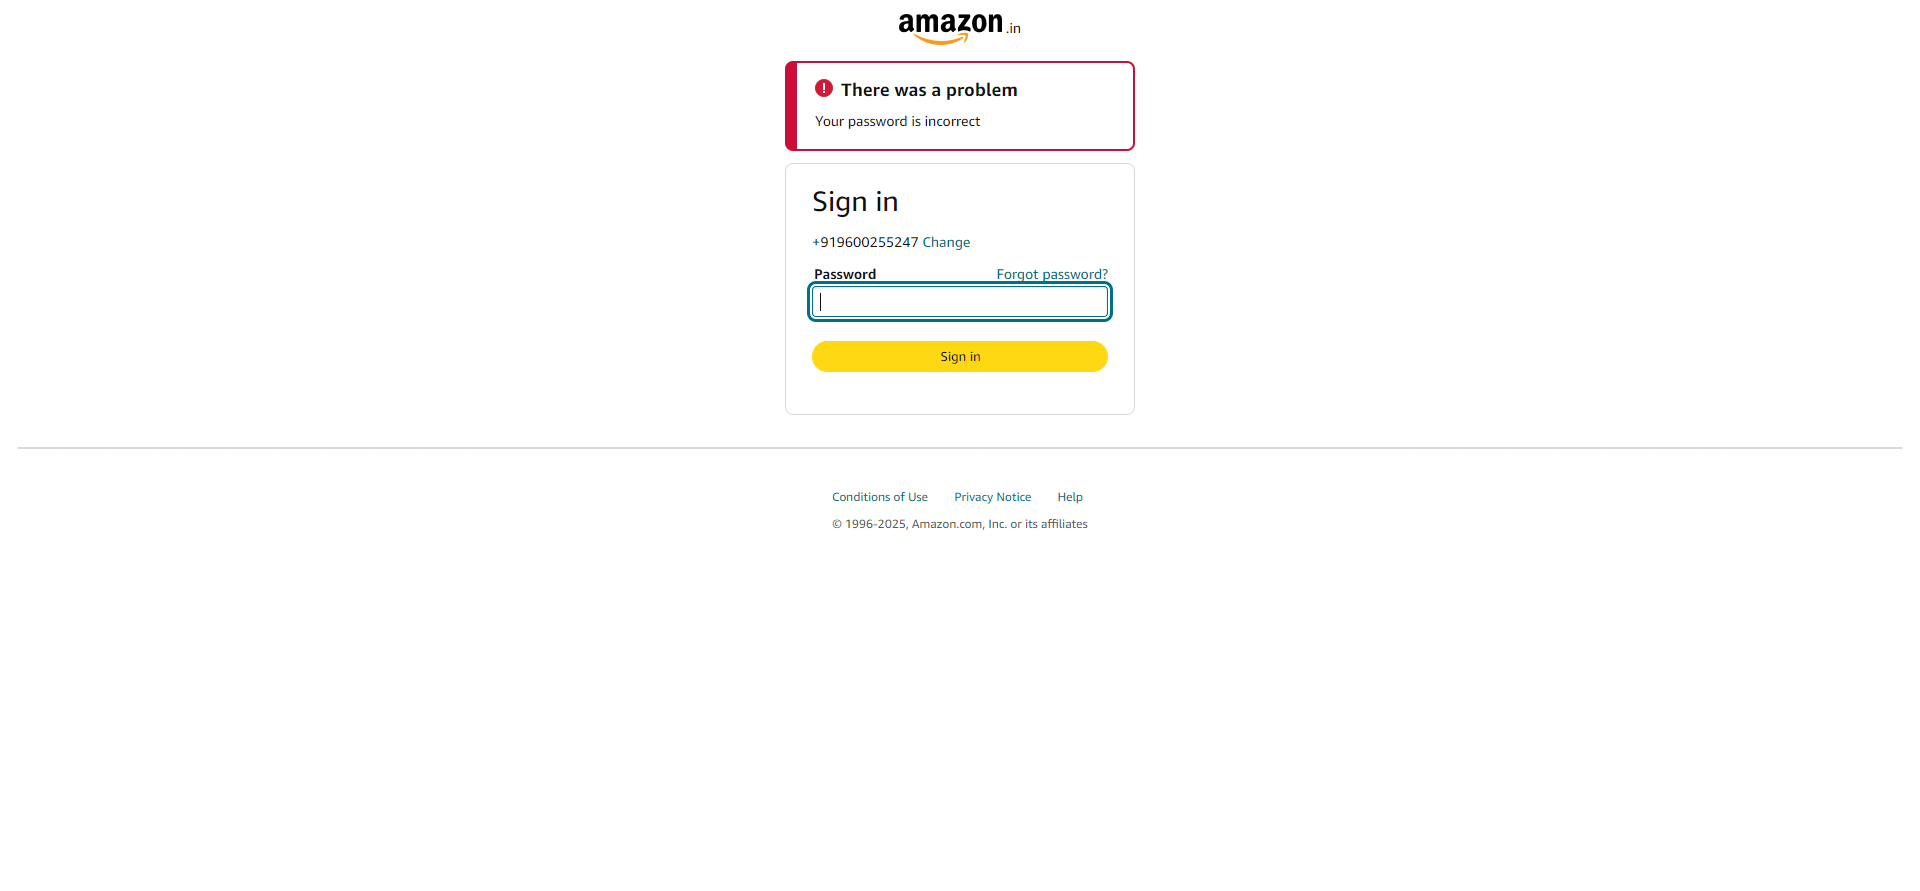 amazon.in
There was a problem
Your password is incorrect
Sign in
+919600255247 Change
Password Forgot password?
Sign in
Conditions of Use Privacy Notice Help
© 1996-2025, Amazon.com, Inc. or its affiliates